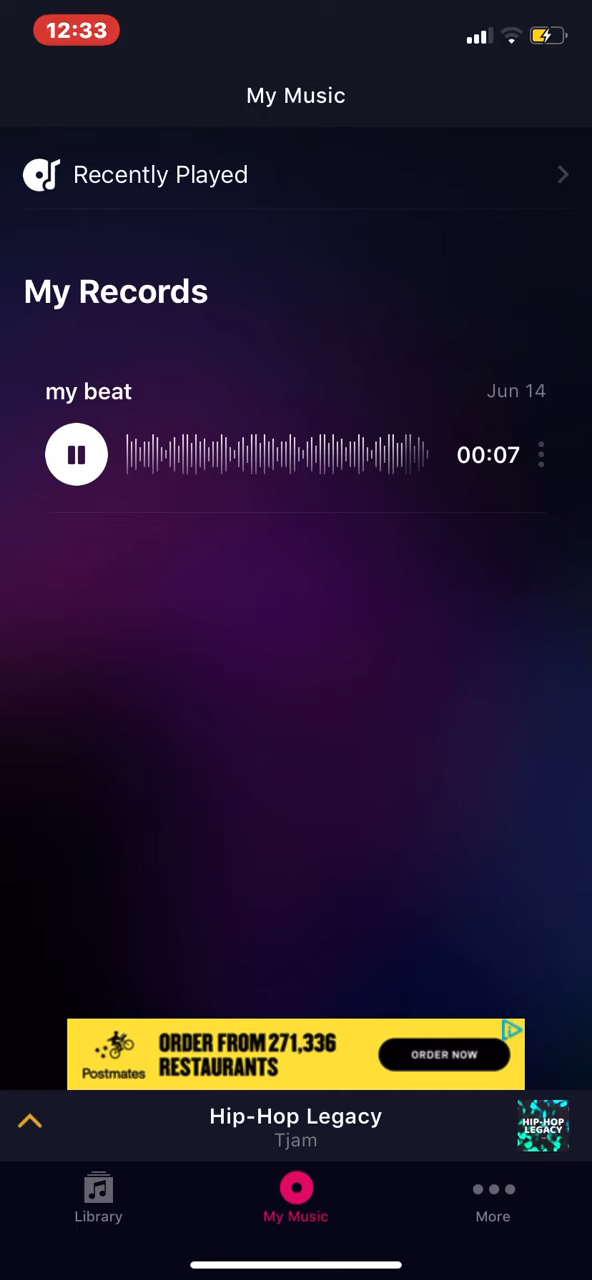 12:33
My Music
Recently Played
My Records
my beat
Jun 14
00:07
Postmates
ORDER FROM 271,336
RESTAURANTS
ORDER NOW
Hip-Hop Legacy
Tjam
HIP-HOP
LEGACY
Library
My Music
More